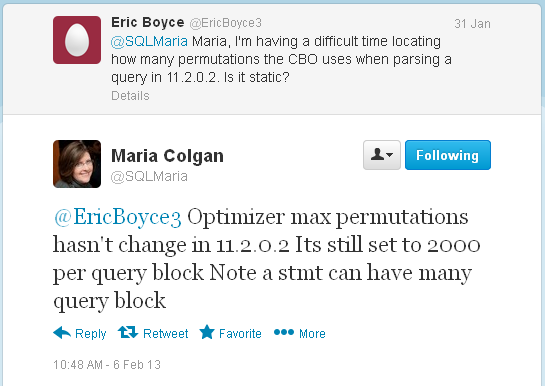 Eric Boyce @EricBoyce3 31 Jan
@SQLMaria Maria, I'm having a difficult time locating
how many permutations the CBO uses when parsing a
query in 11.2.0.2. Is it static?
Details
Maria Colgan
@SQLMaria
Following
@EricBoyce3 Optimizer max permutations
hasn't change in 11.2.0.2 Its still set to 2000
per query block Note a stmt can have many
query block
Reply Retweet Favorite More
10:48 AM - 6 Feb 13